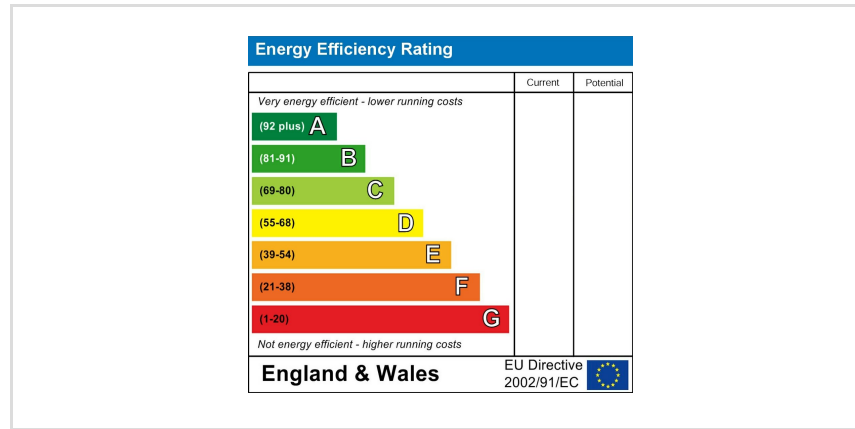 Energy Efficiency Rating
Current Potential
Very energy efficient - lower running costs
(92 plus) A
(81-91) B
(69-80) C
(55-68) D
(39-54) E
(21-38) F
(1-20) G
Not energy efficient - higher running costs
England & Wales
EU Directive
2002/91/EC